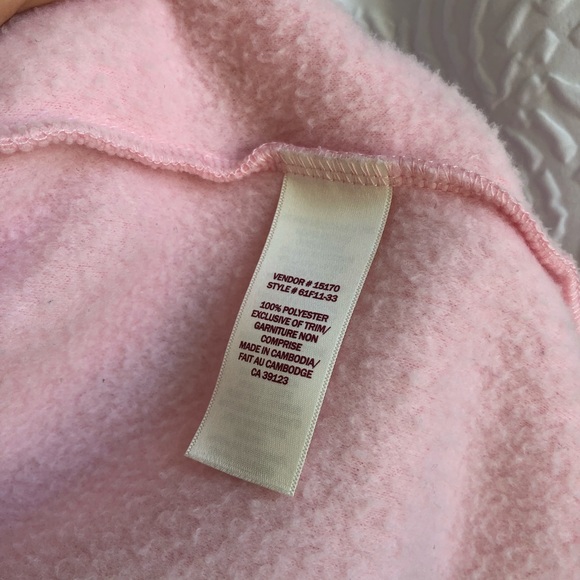 VENDOR # 15170
STYLE # 61F11-33
100% POLYESTER
EXCLUSIVE OF TRIM/
GARNITURE NON
COMPRISE
MADE IN CAMBODIA/
FAIT AU CAMBODGE
CA 39123